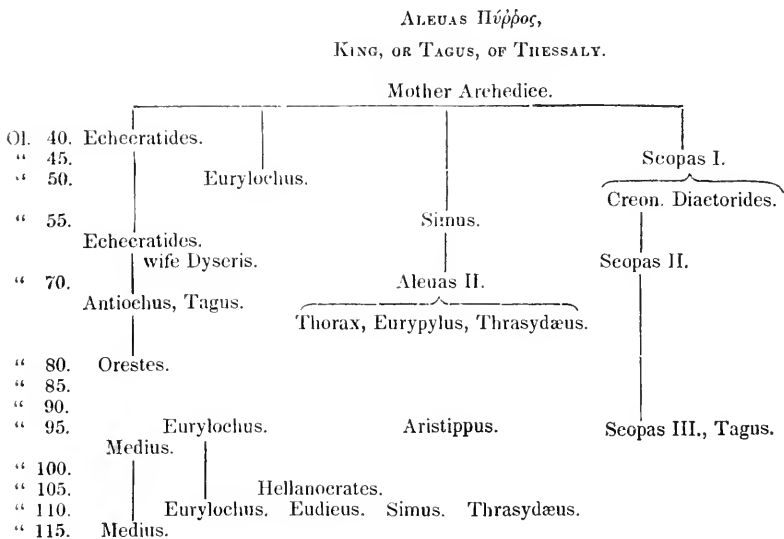 ALEUAS Πύῤῥος,
KING, OR TAGUS, OF THESSALY.
Mother Archedice.
Ol. 40. Echecratides.
“ 45. Scopas I.
“ 50. Eurylochus.
Creon. Diactorides.
“ 55. Simus.
Echecratides.
wife Dyseris. Scopas II.
“ 70. Aleuas II.
Antiochus, Tagus.
Thorax, Eurypylus, Thrasydæus.
“ 80. Orestes.
“ 85.
“ 90.
“ 95. Eurylochus. Aristippus. Scopas III., Tagus.
Medius.
“ 100.
“ 105. Hellanocrates.
“ 110. Eurylochus. Eudicus. Simus. Thrasydæus.
“ 115. Medius.